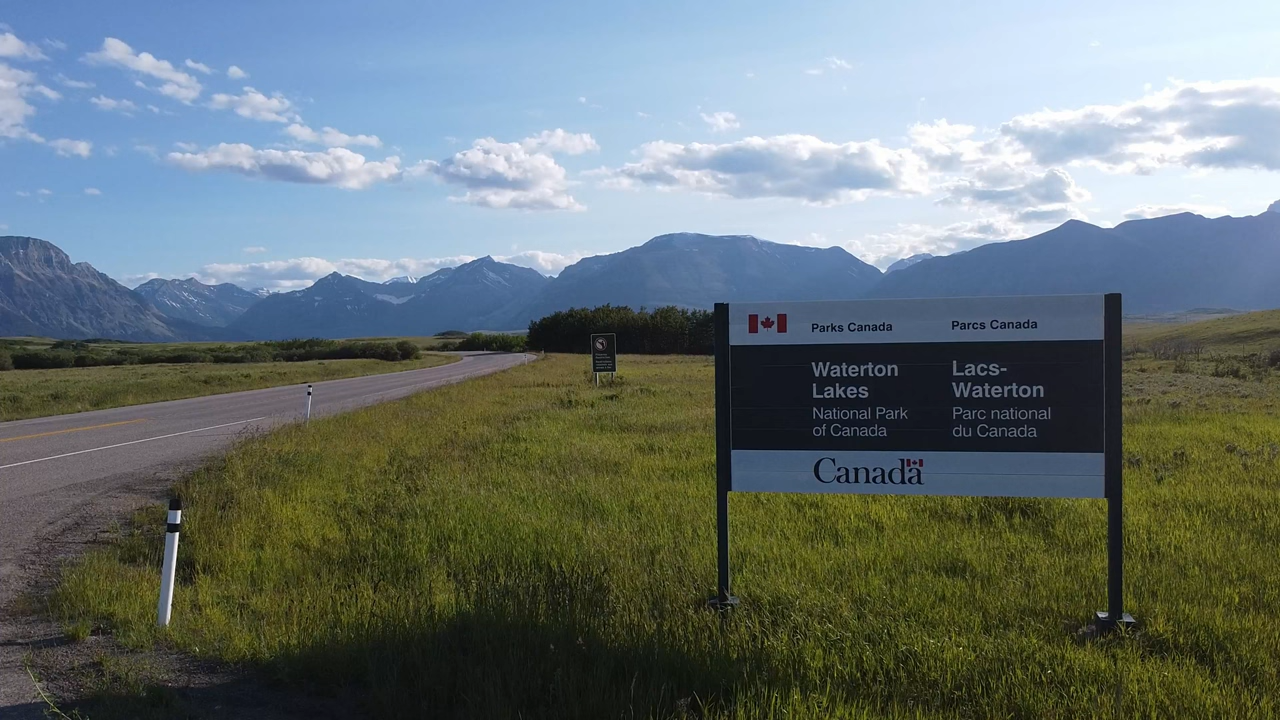 Parks Canada
Parcs Canada
Waterton
Lakes
National Park
of Canada
Lacs-
Waterton
Parc national
du Canada
Canada